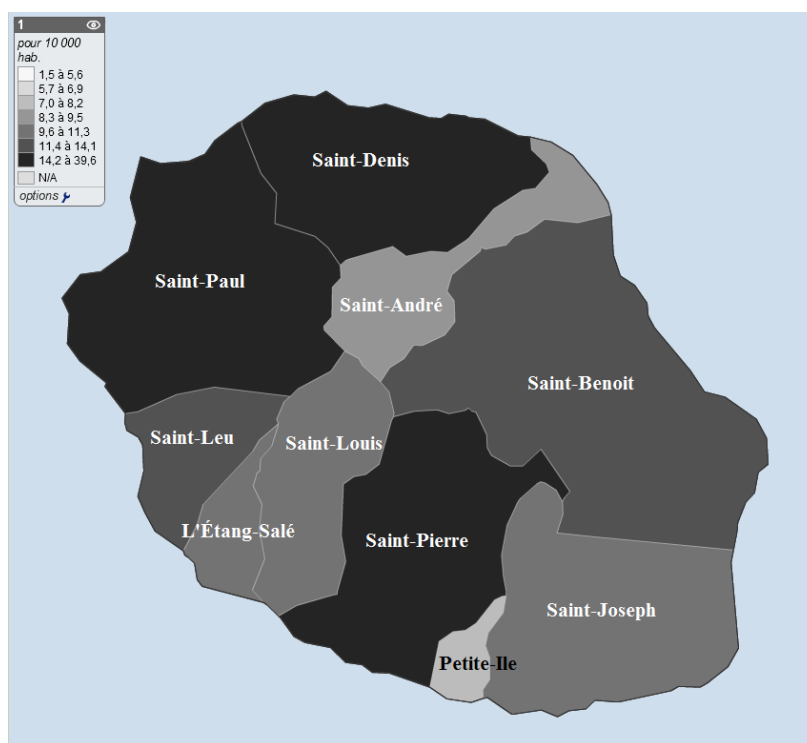 1
pour 10 000
hab.
1,5 à 5,6
5,7 à 6,9
7,0 à 8,2
8,3 à 9,5
9,6 à 11,3
11,4 à 14,1
14,2 à 39,6
N/A
options
Saint-Denis
Saint-Paul
Saint-André
Saint-Benoit
Saint-Leu
Saint-Louis
L'Étang-Salé
Saint-Pierre
Saint-Joseph
Petite-Ile